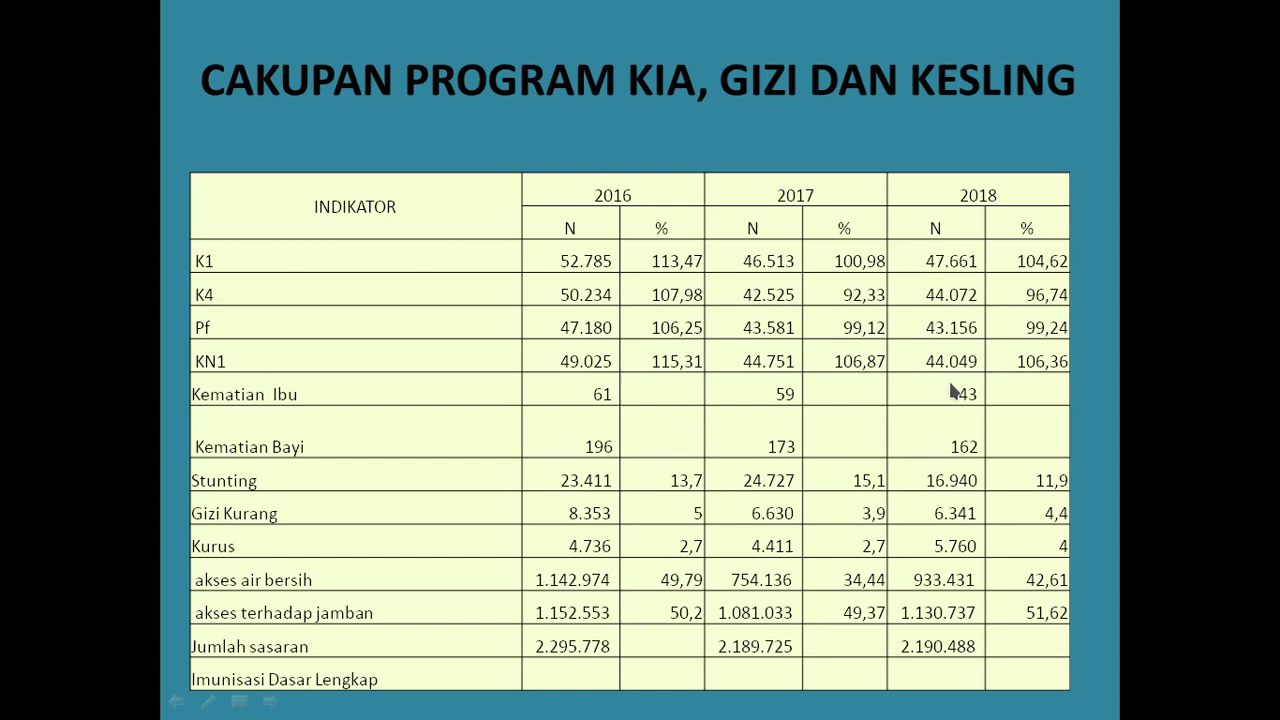 CAKUPAN PROGRAM KIA, GIZI DAN KESLING
INDIKATOR 2016 2017 2018
N % N % N %
K1 52.785 113,47 46.513 100,98 47.661 104,62
K4 50.234 107,98 42.525 92,33 44.072 96,74
Pf 47.180 106,25 43.581 99,12 43.156 99,24
KN1 49.025 115,31 44.751 106,87 44.049 106,36
Kematian Ibu 61 59 43
Kematian Bayi 196 173 162
Stunting 23.411 13,7 24.727 15,1 16.940 11,9
Gizi Kurang 8.353 5 6.630 3,9 6.341 4,4
Kurus 4.736 2,7 4.411 2,7 5.760 4
akses air bersih 1.142.974 49,79 754.136 34,44 933.431 42,61
akses terhadap jamban 1.152.553 50,2 1.081.033 49,37 1.130.737 51,62
Jumlah sasaran 2.295.778 2.189.725 2.190.488
Imunisasi Dasar Lengkap